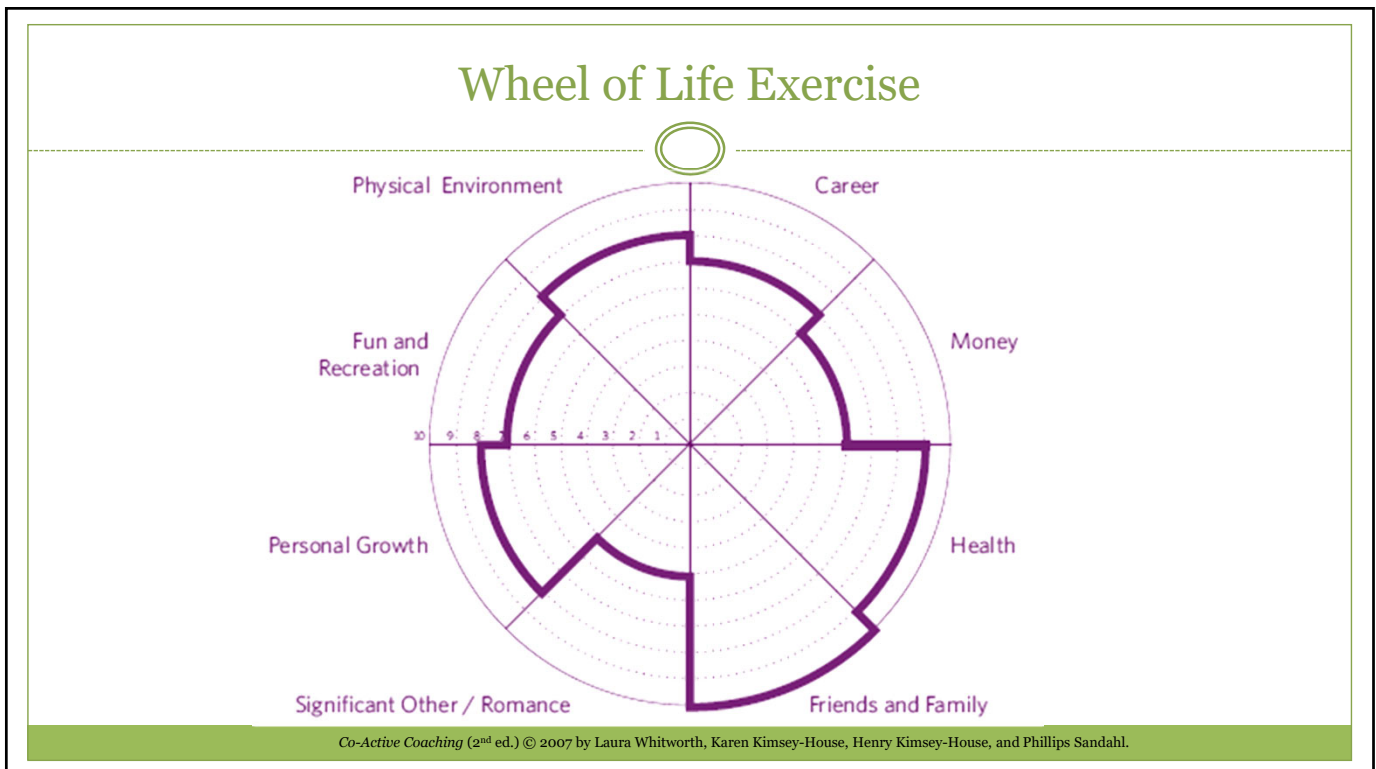 Wheel of Life Exercise
Physical Environment
Career
Fun and
Recreation
Money
10 9 8 7 6 5 4 3 2 1
Personal Growth
Health
Significant Other / Romance
Friends and Family
Co-Active Coaching (2nd ed.) © 2007 by Laura Whitworth, Karen Kimsey-House, Henry Kimsey-House, and Phillips Sandahl.